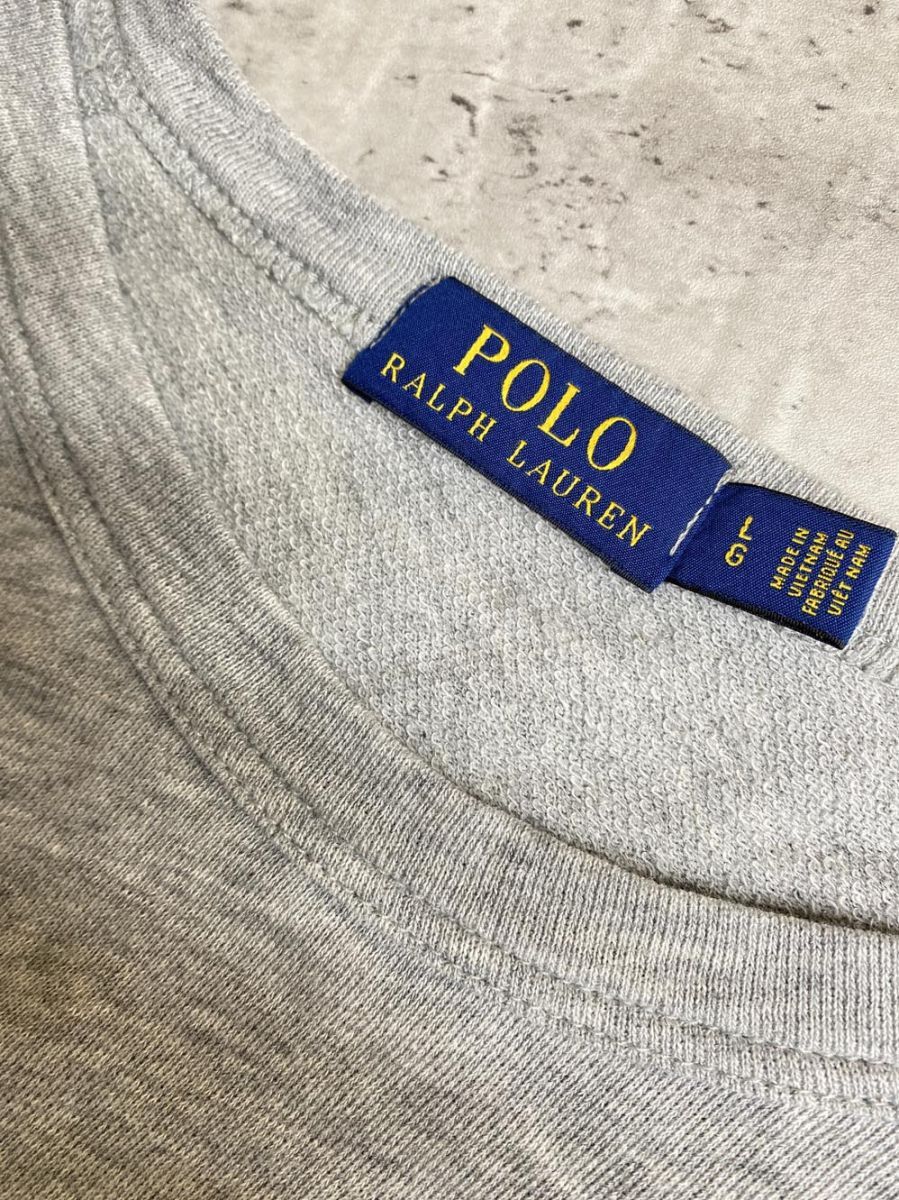 POLO
RALPH LAUREN
L
G
MADE IN
VIETNAM
FABRIQUÉ AU
VIÊT NAM